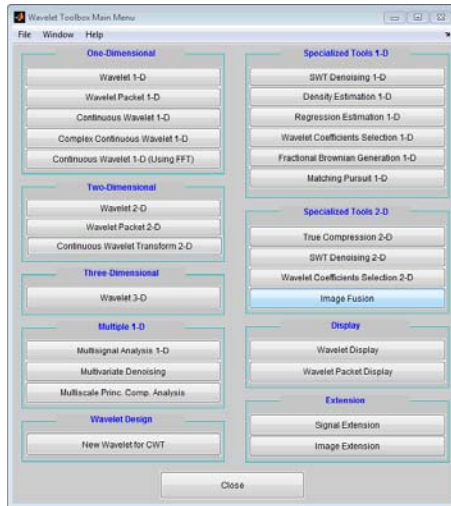 Wavelet Toolbox Main Menu
File Window Help
One-Dimensional
Wavelet 1-D
Wavelet Packet 1-D
Continuous Wavelet 1-D
Complex Continuous Wavelet 1-D
Continuous Wavelet 1-D (Using FFT)
Two-Dimensional
Wavelet 2-D
Wavelet Packet 2-D
Continuous Wavelet Transform 2-D
Three-Dimensional
Wavelet 3-D
Multiple 1-D
Multisignal Analysis 1-D
Multivariate Denoising
Multiscale Princ. Comp. Analysis
Wavelet Design
New Wavelet for CWT
Specialized Tools 1-D
SWT Denoising 1-D
Density Estimation 1-D
Regression Estimation 1-D
Wavelet Coefficients Selection 1-D
Fractional Brownian Generation 1-D
Matching Pursuit 1-D
Specialized Tools 2-D
True Compression 2-D
SWT Denoising 2-D
Wavelet Coefficients Selection 2-D
Image Fusion
Display
Wavelet Display
Wavelet Packet Display
Extension
Signal Extension
Image Extension
Close